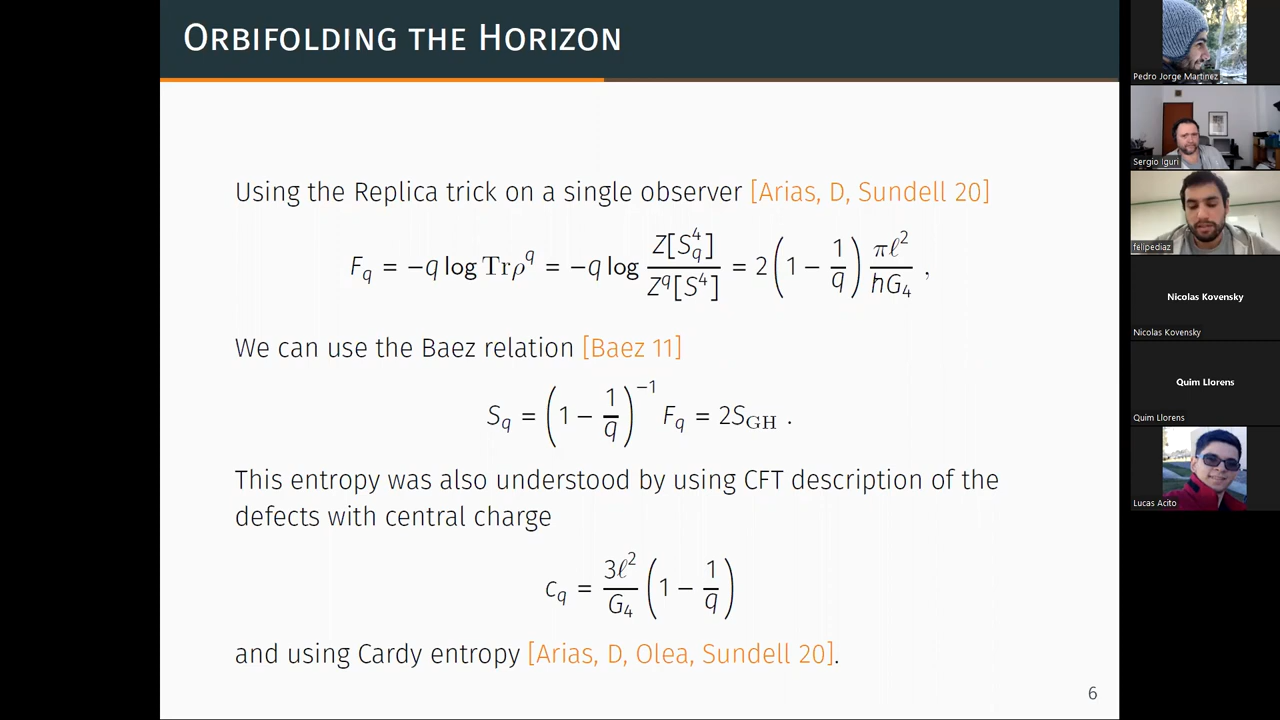 ORBIFOLDING THE HORIZON
Using the Replica trick on a single observer [Arias, D, Sundell 20]
F_q = −q log Trρ^q = −q log Z[S^4_q] / Z^q[S^4] = 2(1 − 1/q) πℓ^2 / ℏG_4 ,
We can use the Baez relation [Baez 11]
S_q = (1 − 1/q)^−1 F_q = 2S_GH .
This entropy was also understood by using CFT description of the
defects with central charge
c_q = 3ℓ^2 / G_4 (1 − 1/q)
and using Cardy entropy [Arias, D, Olea, Sundell 20].
6
Pedro Jorge Martinez
Sergio Iguri
felipediaz
Nicolas Kovensky
Nicolas Kovensky
Quim Llorens
Quim Llorens
Lucas Acito